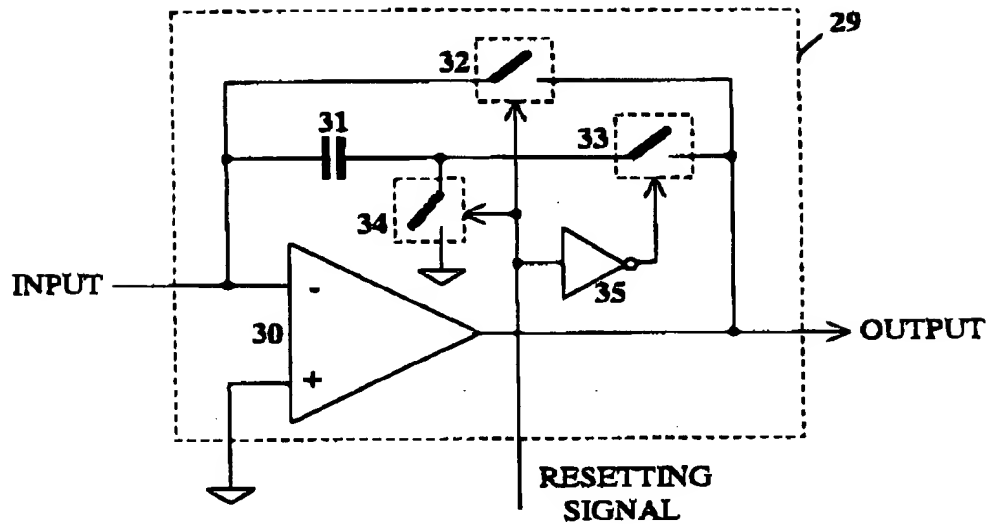 29
32
31
33
34
35
INPUT
-
30
+
OUTPUT
RESETTING
SIGNAL